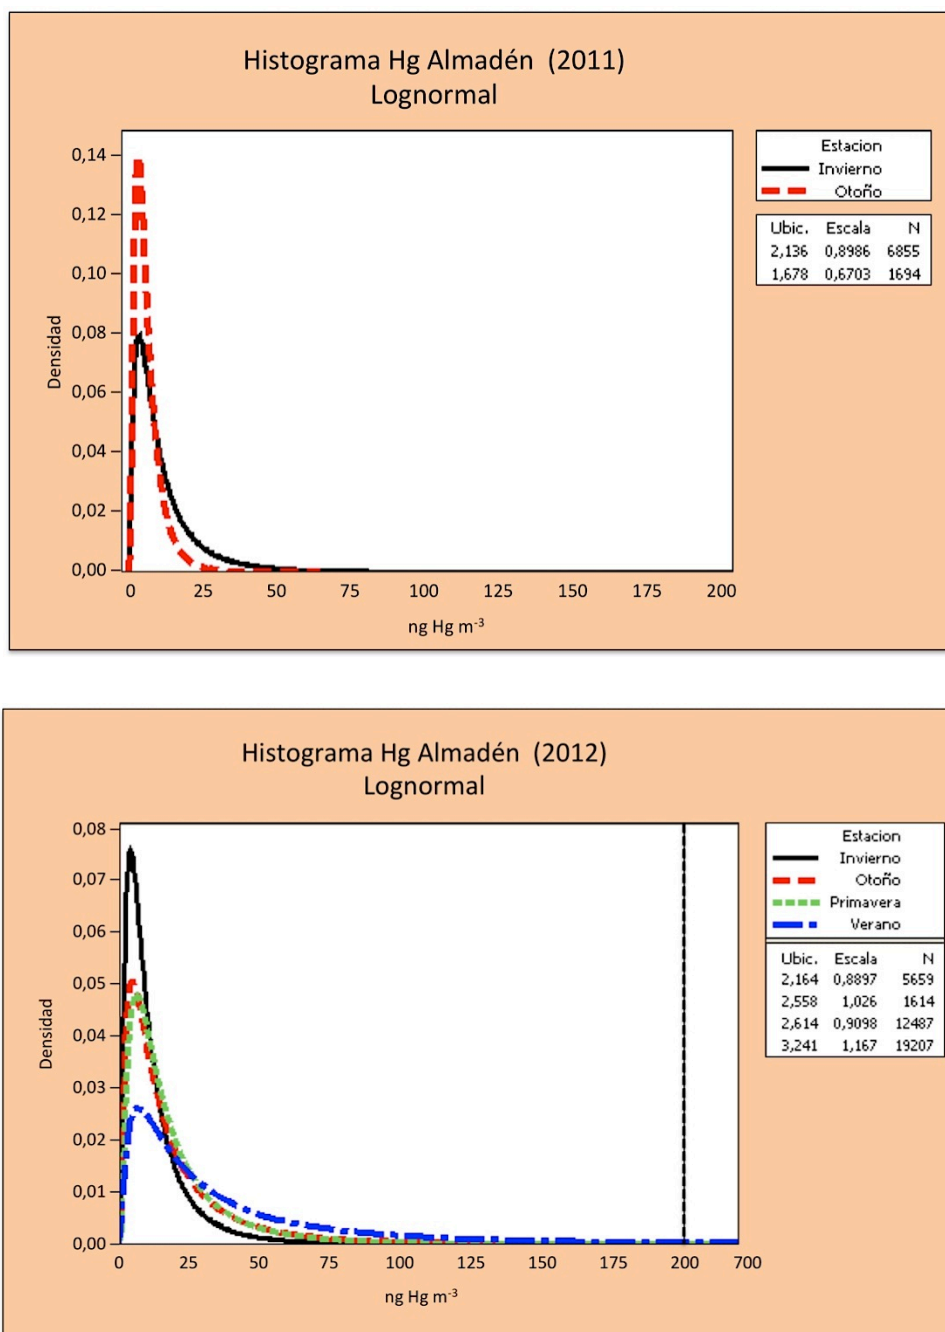 Histograma Hg Almadén (2011)
Lognormal
0,14
0,12
0,10
0,08
0,06
0,04
0,02
0,00
Densidad
0 25 50 75 100 125 150 175 200
ng Hg m-3
Estacion
Invierno
Otoño
Ubic. Escala N
2,136 0,8986 6855
1,678 0,6703 1694
Histograma Hg Almadén (2012)
Lognormal
0,08
0,07
0,06
0,05
0,04
0,03
0,02
0,01
0,00
Densidad
0 25 50 75 100 125 150 175 200 700
ng Hg m-3
Estacion
Invierno
Otoño
Primavera
Verano
Ubic. Escala N
2,164 0,8897 5659
2,558 1,026 1614
2,614 0,9098 12487
3,241 1,167 19207